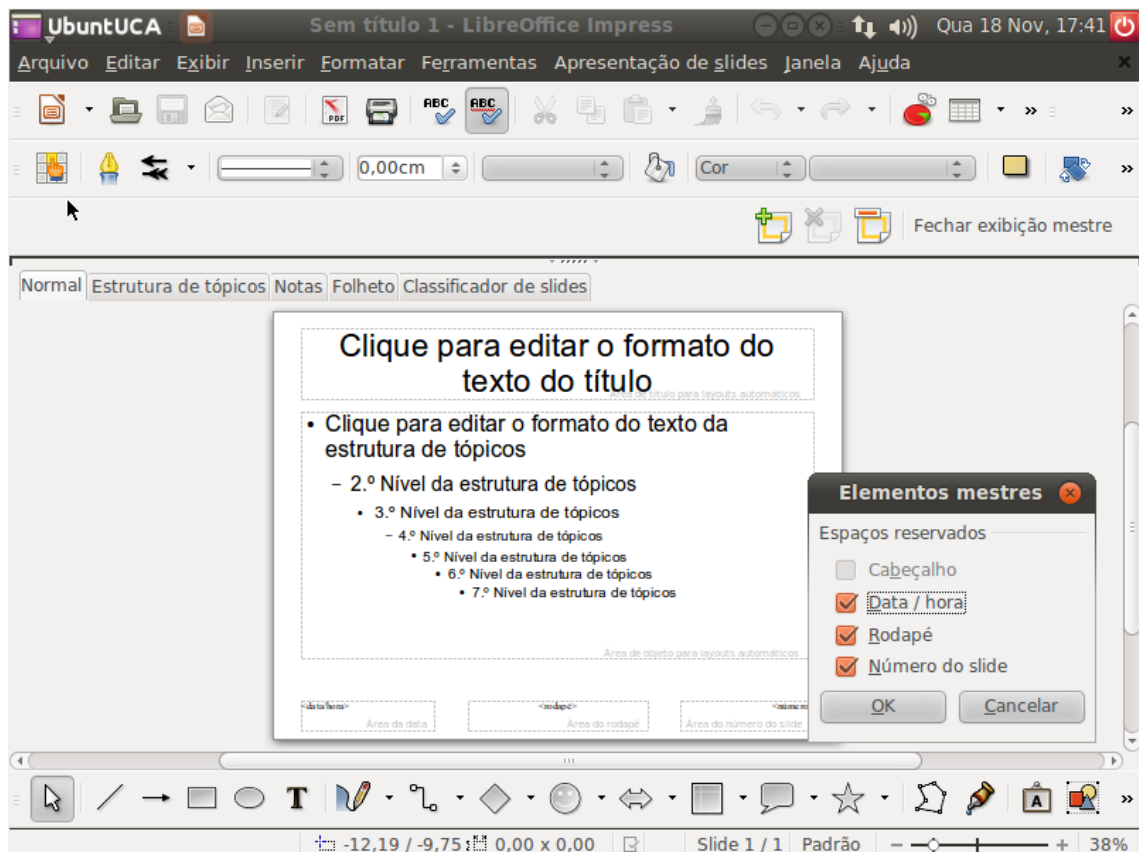 UbuntUCA Sem título 1 - LibreOffice Impress Qua 18 Nov, 17:41
Arquivo Editar Exibir Inserir Formatar Ferramentas Apresentação de slides Janela Ajuda
PDF ABC ABC
0,00cm Cor
Fechar exibição mestre
Normal Estrutura de tópicos Notas Folheto Classificador de slides
Clique para editar o formato do
texto do título
Área de título para layouts automáticos
• Clique para editar o formato do texto da
estrutura de tópicos
– 2.º Nível da estrutura de tópicos
• 3.º Nível da estrutura de tópicos
– 4.º Nível da estrutura de tópicos
• 5.º Nível da estrutura de tópicos
• 6.º Nível da estrutura de tópicos
• 7.º Nível da estrutura de tópicos
Área de objeto para layouts automáticos
<data/hora> <rodapé>
Área da data Área do rodapé Área do número do slide
Elementos mestres
Espaços reservados
Cabeçalho
Data / hora
Rodapé
Número do slide
OK Cancelar
T A
-12,19 / -9,75 0,00 x 0,00 Slide 1 / 1 Padrão 38%